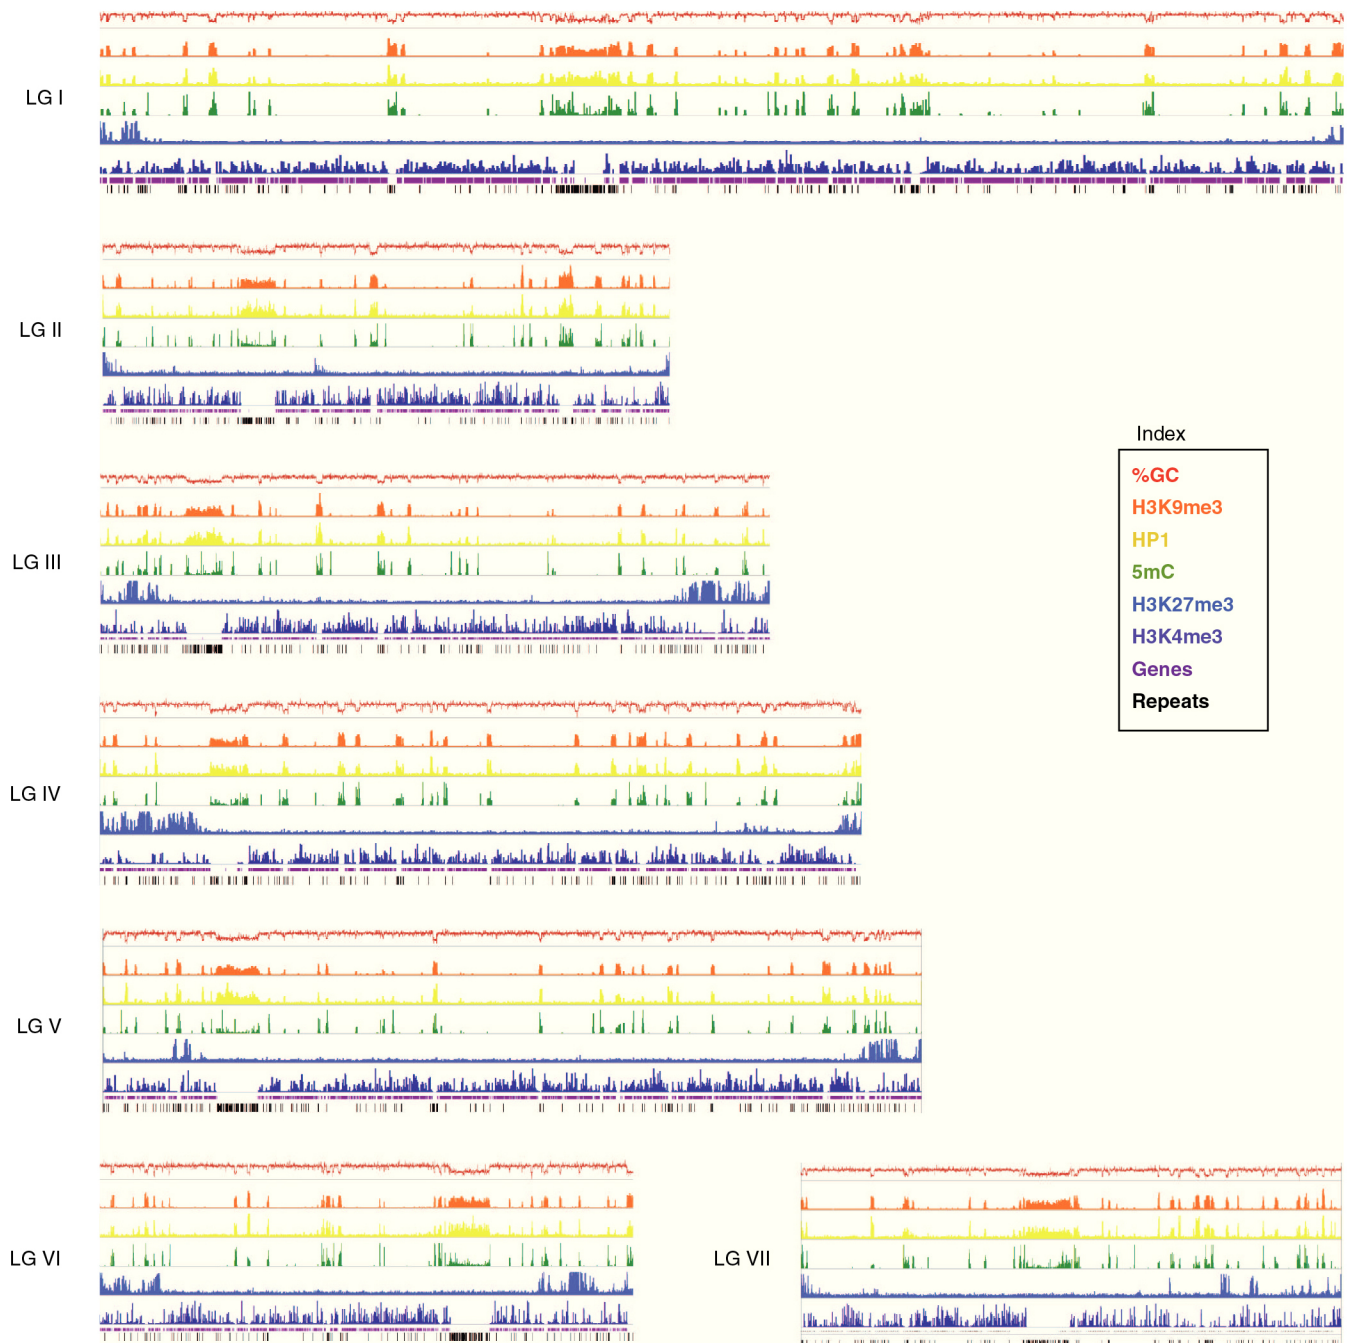 LG I
LG II
Index
%GC
H3K9me3
HP1
5mC
H3K27me3
H3K4me3
Genes
Repeats
LG III
LG IV
LG V
LG VI
LG VII